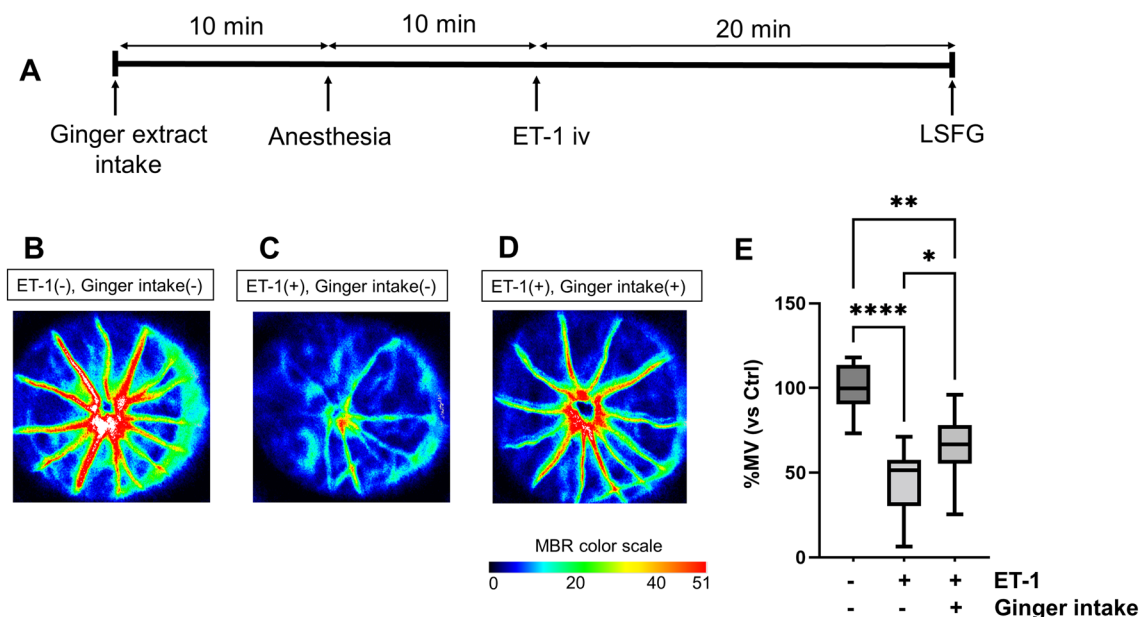 10 min
10 min
20 min
A
Ginger extract
intake
Anesthesia
ET-1 iv
LSFG
B
C
D
E
ET-1(-), Ginger intake(-)
ET-1(+), Ginger intake(-)
ET-1(+), Ginger intake(+)
MBR color scale
0 20 40 51
**
*
****
%MV (vs Ctrl)
150
100
50
0
- + + ET-1
- - + Ginger intake